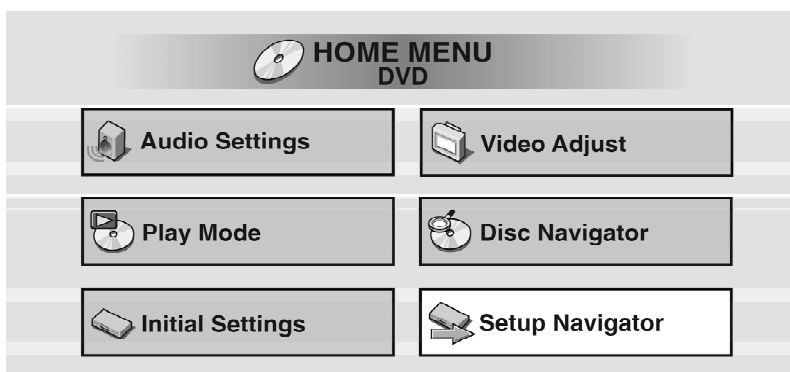 HOME MENU
DVD
Audio Settings
Video Adjust
Play Mode
Disc Navigator
Initial Settings
Setup Navigator